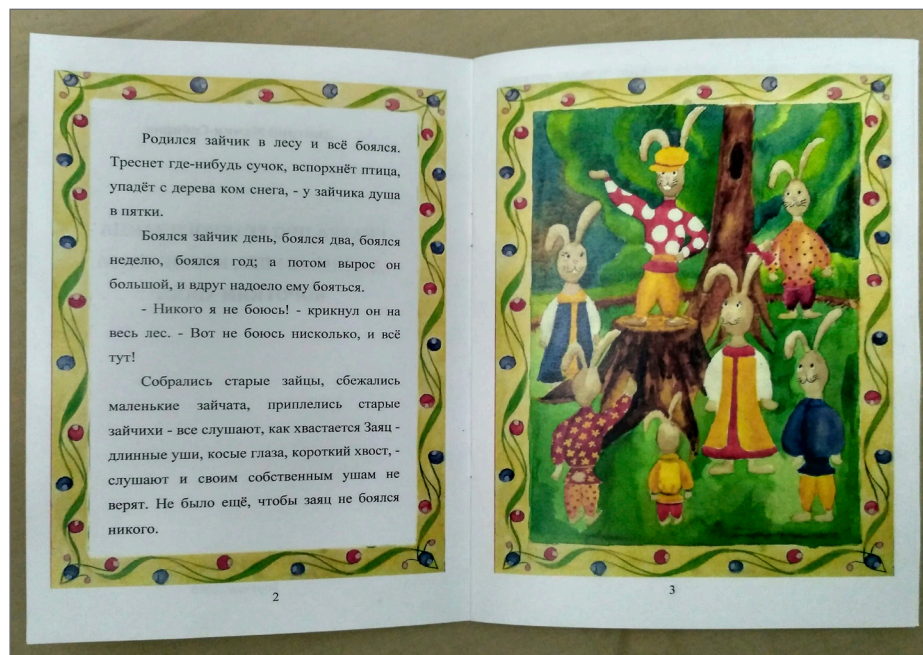 Родился зайчик в лесу и всё боялся.
Треснет где-нибудь сучок, вспорхнёт птица,
упадёт с дерева ком снега, - у зайчика душа
в пятки.
Боялся зайчик день, боялся два, боялся
неделю, боялся год; а потом вырос он
большой, и вдруг надоело ему бояться.
- Никого я не боюсь! - крикнул он на
весь лес. - Вот не боюсь нисколько, и всё
тут!
Собрались старые зайцы, сбежались
маленькие зайчата, приплелись старые
зайчихи - все слушают, как хвастается Заяц -
длинные уши, косые глаза, короткий хвост, -
слушают и своим собственным ушам не
верят. Не было ещё, чтобы заяц не боялся
никого.
2
3